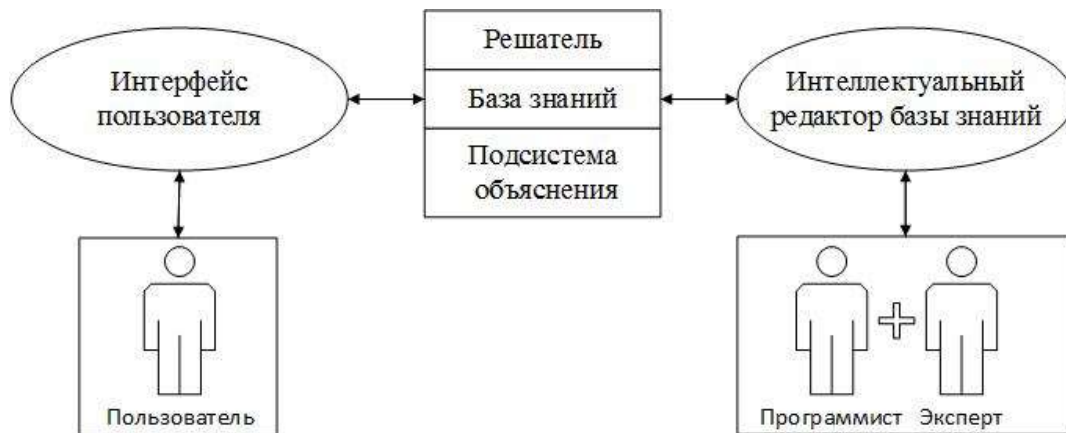 Интерфейс
пользователя
Решатель
База знаний
Подсистема
объяснения
Интеллектуальный
редактор базы знаний
Пользователь
Программист
Эксперт